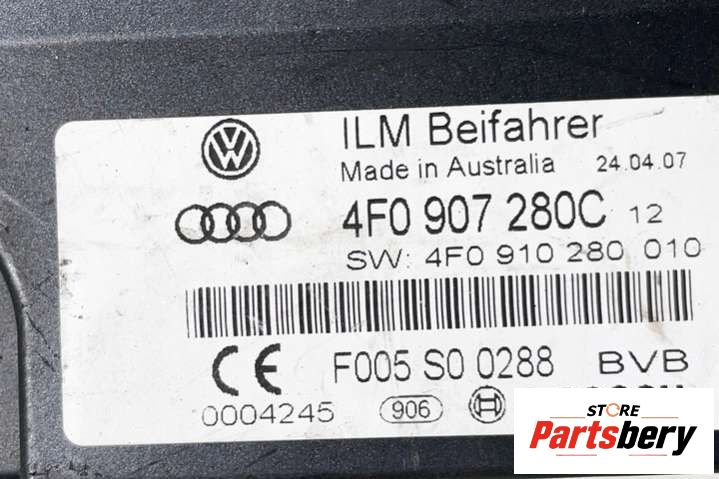 ILM Beifahrer
Made in Australia 24.04.07
4F0 907 280C 12
SW: 4F0 910 280 010
F005 S0 0288 BVB
0004245 906
STORE
Partsbery